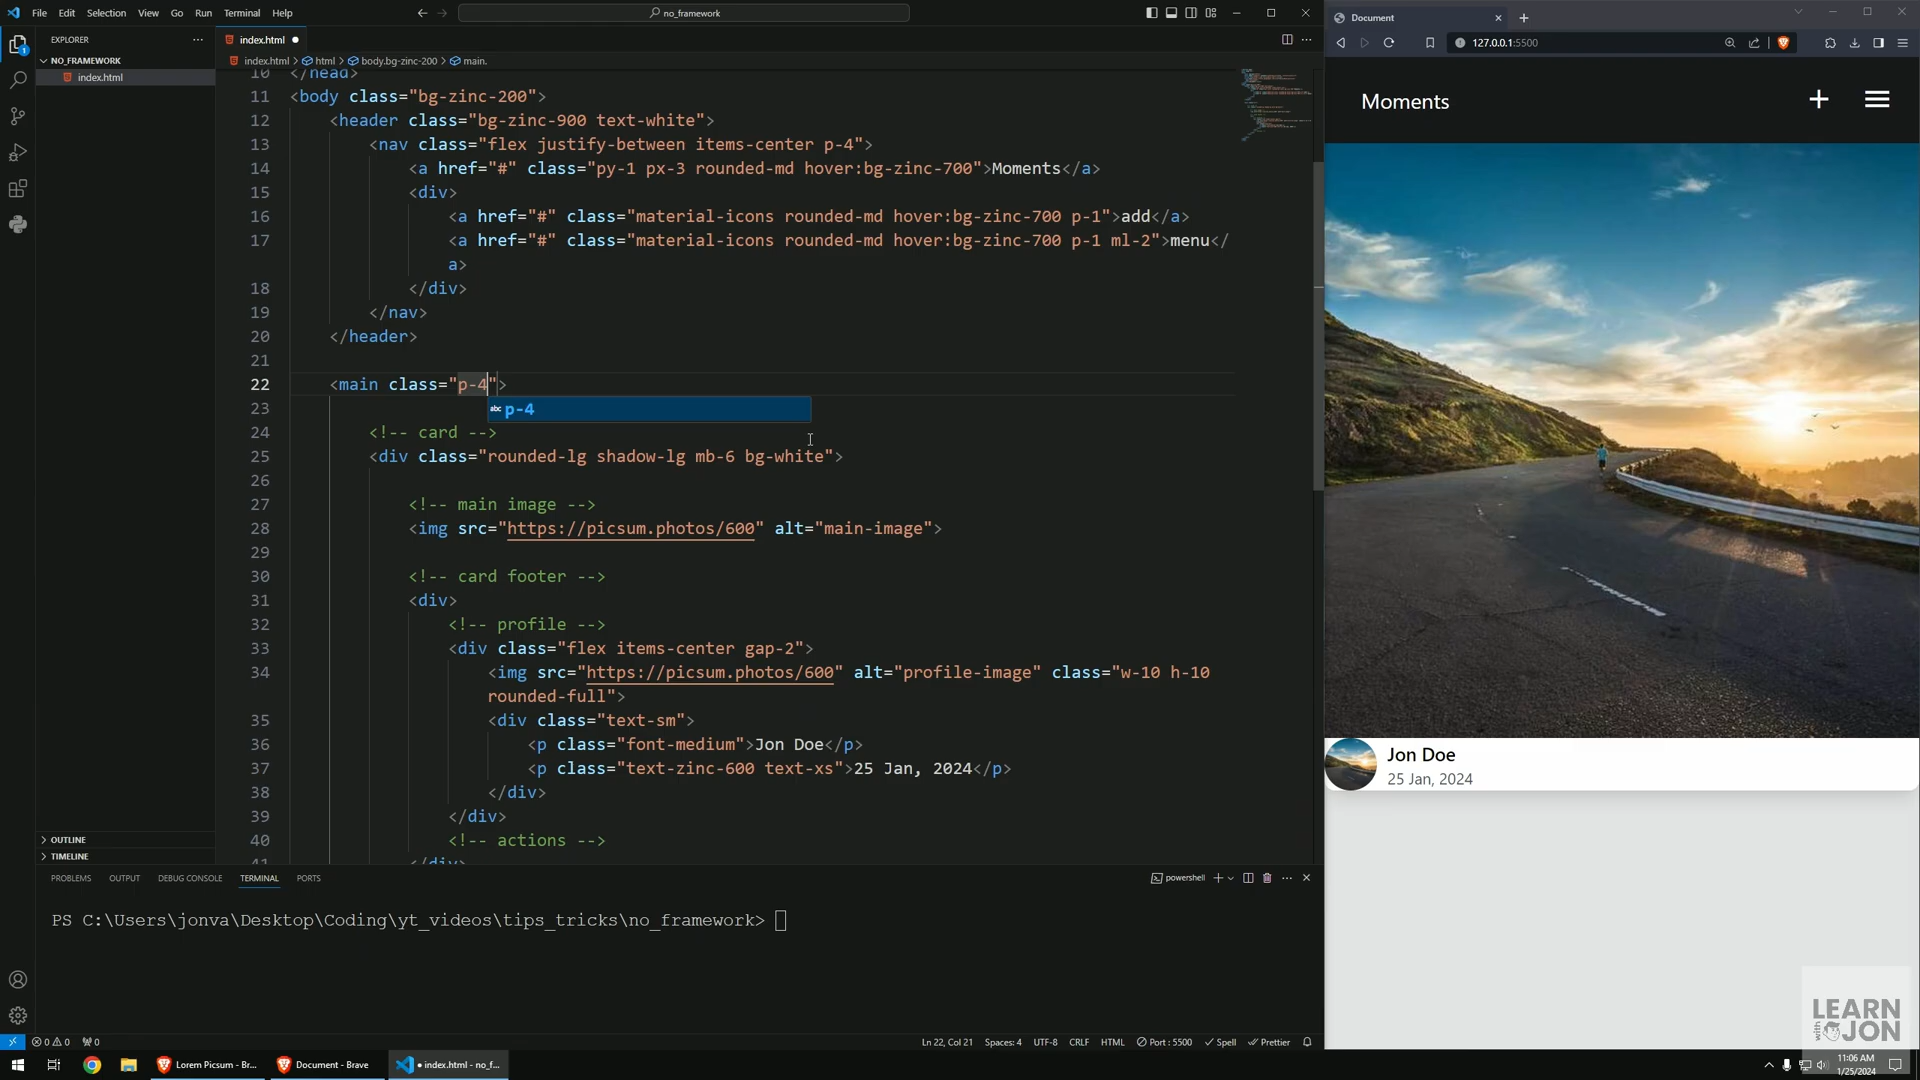 File Edit Selection View Go Run Terminal Help
no_framework
Document
127.0.0.1:5500
EXPLORER
NO_FRAMEWORK
index.html
index.html
index.html > html > body.bg-zinc-200 > main.
10 </head>
11 <body class="bg-zinc-200">
12 <header class="bg-zinc-900 text-white">
13 <nav class="flex justify-between items-center p-4">
14 <a href="#" class="py-1 px-3 rounded-md hover:bg-zinc-700">Moments</a>
15 <div>
16 <a href="#" class="material-icons rounded-md hover:bg-zinc-700 p-1">add</a>
17 <a href="#" class="material-icons rounded-md hover:bg-zinc-700 p-1 ml-2">menu</
a>
18 </div>
19 </nav>
20 </header>
21
22 <main class="p-4">
23
abc p-4
24 <!-- card -->
25 <div class="rounded-lg shadow-lg mb-6 bg-white">
26
27 <!-- main image -->
28 <img src="https://picsum.photos/600" alt="main-image">
29
30 <!-- card footer -->
31 <div>
32 <!-- profile -->
33 <div class="flex items-center gap-2">
34 <img src="https://picsum.photos/600" alt="profile-image" class="w-10 h-10
rounded-full">
35 <div class="text-sm">
36 <p class="font-medium">Jon Doe</p>
37 <p class="text-zinc-600 text-xs">25 Jan, 2024</p>
38 </div>
39 </div>
40 <!-- actions -->
41 </div>
OUTLINE
TIMELINE
PROBLEMS OUTPUT DEBUG CONSOLE TERMINAL PORTS
powershell
PS C:\Users\jonva\Desktop\Coding\yt_videos\tips_tricks\no_framework>
Moments
Jon Doe
25 Jan, 2024
LEARN
with JON
0 0 0
Ln 22, Col 21 Spaces: 4 UTF-8 CRLF HTML Port : 5500 Spell Prettier
Lorem Picsum - Br...
Document - Brave
index.html - no_f...
11:06 AM
1/25/2024